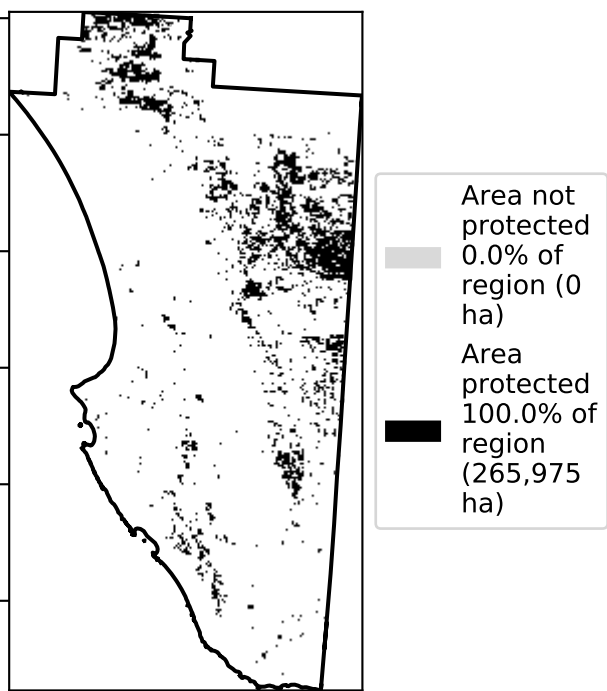 Area not
protected
0.0% of
region (0
ha)
Area
protected
100.0% of
region
(265,975
ha)